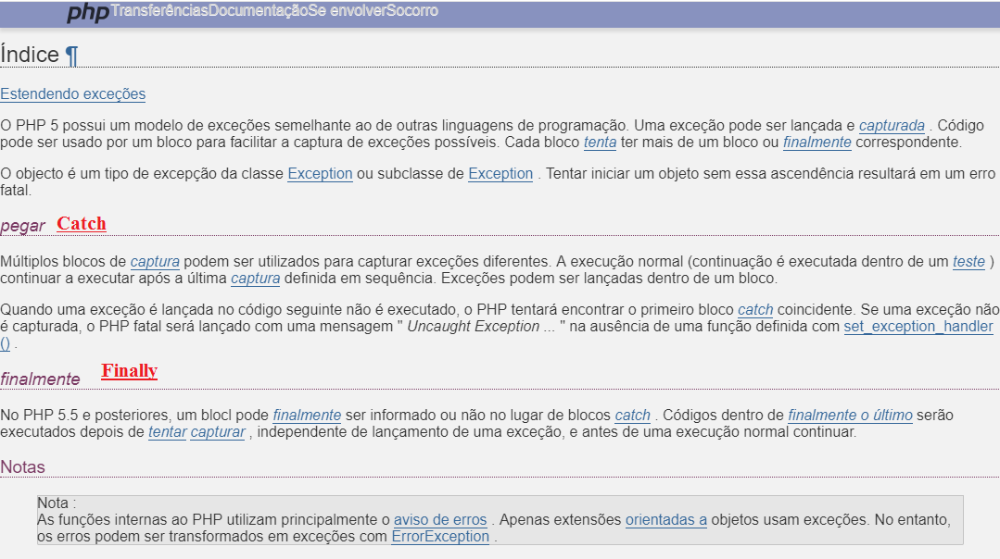 php TransferênciasDocumentaçãoSe envolverSocorro
Índice ¶
Estendendo exceções
O PHP 5 possui um modelo de exceções semelhante ao de outras linguagens de programação. Uma exceção pode ser lançada e capturada . Código
pode ser usado por um bloco para facilitar a captura de exceções possíveis. Cada bloco tenta ter mais de um bloco ou finalmente correspondente.
O objecto é um tipo de excepção da classe Exception ou subclasse de Exception . Tentar iniciar um objeto sem essa ascendência resultará em um erro
fatal.
pegar Catch
Múltiplos blocos de captura podem ser utilizados para capturar exceções diferentes. A execução normal (continuação é executada dentro de um teste )
continuar a executar após a última captura definida em sequência. Exceções podem ser lançadas dentro de um bloco.
Quando uma exceção é lançada no código seguinte não é executado, o PHP tentará encontrar o primeiro bloco catch coincidente. Se uma exceção não
é capturada, o PHP fatal será lançado com uma mensagem " Uncaught Exception ... " na ausência de uma função definida com set_exception_handler
() .
finalmente Finally
No PHP 5.5 e posteriores, um blocl pode finalmente ser informado ou não no lugar de blocos catch . Códigos dentro de finalmente o último serão
executados depois de tentar capturar , independente de lançamento de uma exceção, e antes de uma execução normal continuar.
Notas
Nota :
As funções internas ao PHP utilizam principalmente o aviso de erros . Apenas extensões orientadas a objetos usam exceções. No entanto,
os erros podem ser transformados em exceções com ErrorException .